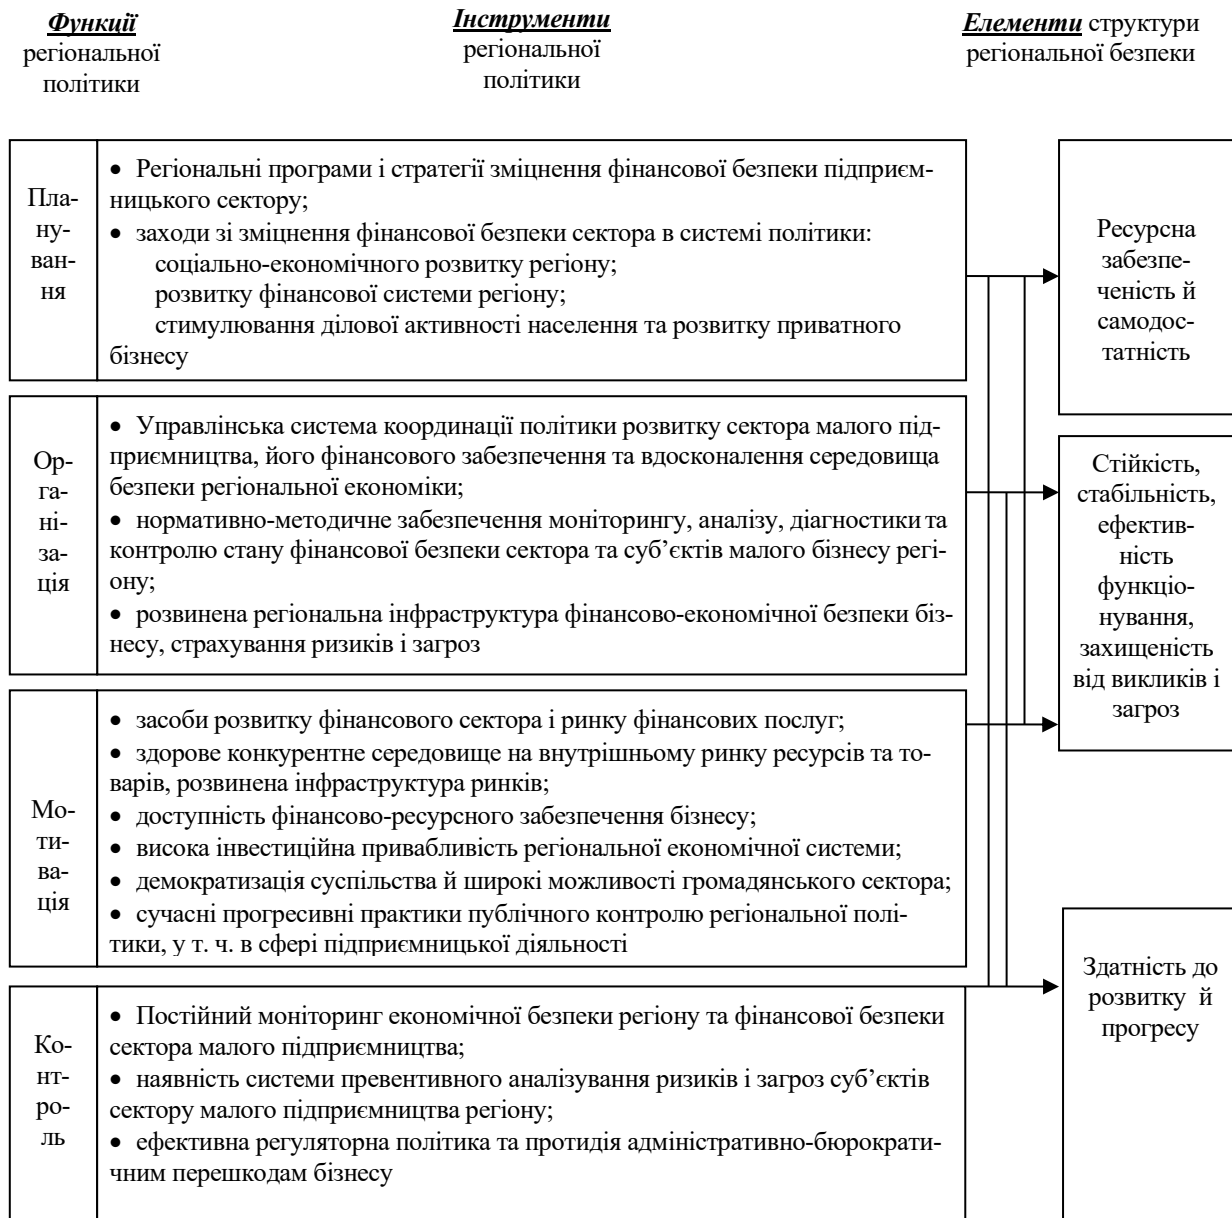 Функції
регіональної
політики
Інструменти
регіональної
політики
Елементи структури
регіональної безпеки
Пла-
ну-
ван-
ня
• Регіональні програми і стратегії зміцнення фінансової безпеки підприєм-
ницького сектору;
• заходи зі зміцнення фінансової безпеки сектора в системі політики:
соціально-економічного розвитку регіону;
розвитку фінансової системи регіону;
стимулювання ділової активності населення та розвитку приватного
бізнесу
Ресурсна
забезпе-
ченість й
самодос-
татність
Ор-
га-
ні-
за-
ція
• Управлінська система координації політики розвитку сектора малого під-
приємництва, його фінансового забезпечення та вдосконалення середовища
безпеки регіональної економіки;
• нормативно-методичне забезпечення моніторингу, аналізу, діагностики та
контролю стану фінансової безпеки сектора та суб’єктів малого бізнесу регі-
ону;
• розвинена регіональна інфраструктура фінансово-економічної безпеки біз-
несу, страхування ризиків і загроз
Стійкість,
стабільність,
ефектив-
ність
функціо-
нування,
захищеність
від викликів і
загроз
Мо-
ти-
ва-
ція
• засоби розвитку фінансового сектора і ринку фінансових послуг;
• здорове конкурентне середовище на внутрішньому ринку ресурсів та то-
варів, розвинена інфраструктура ринків;
• доступність фінансово-ресурсного забезпечення бізнесу;
• висока інвестиційна привабливість регіональної економічної системи;
• демократизація суспільства й широкі можливості громадянського сектора;
• сучасні прогресивні практики публічного контролю регіональної полі-
тики, у т. ч. в сфері підприємницької діяльності
Здатність до
розвитку й
прогресу
Ко-
нт-
ро-
ль
• Постійний моніторинг економічної безпеки регіону та фінансової безпеки
сектора малого підприємництва;
• наявність системи превентивного аналізування ризиків і загроз суб’єктів
сектору малого підприємництва регіону;
• ефективна регуляторна політика та протидія адміністративно-бюрократи-
чним перешкодам бізнесу